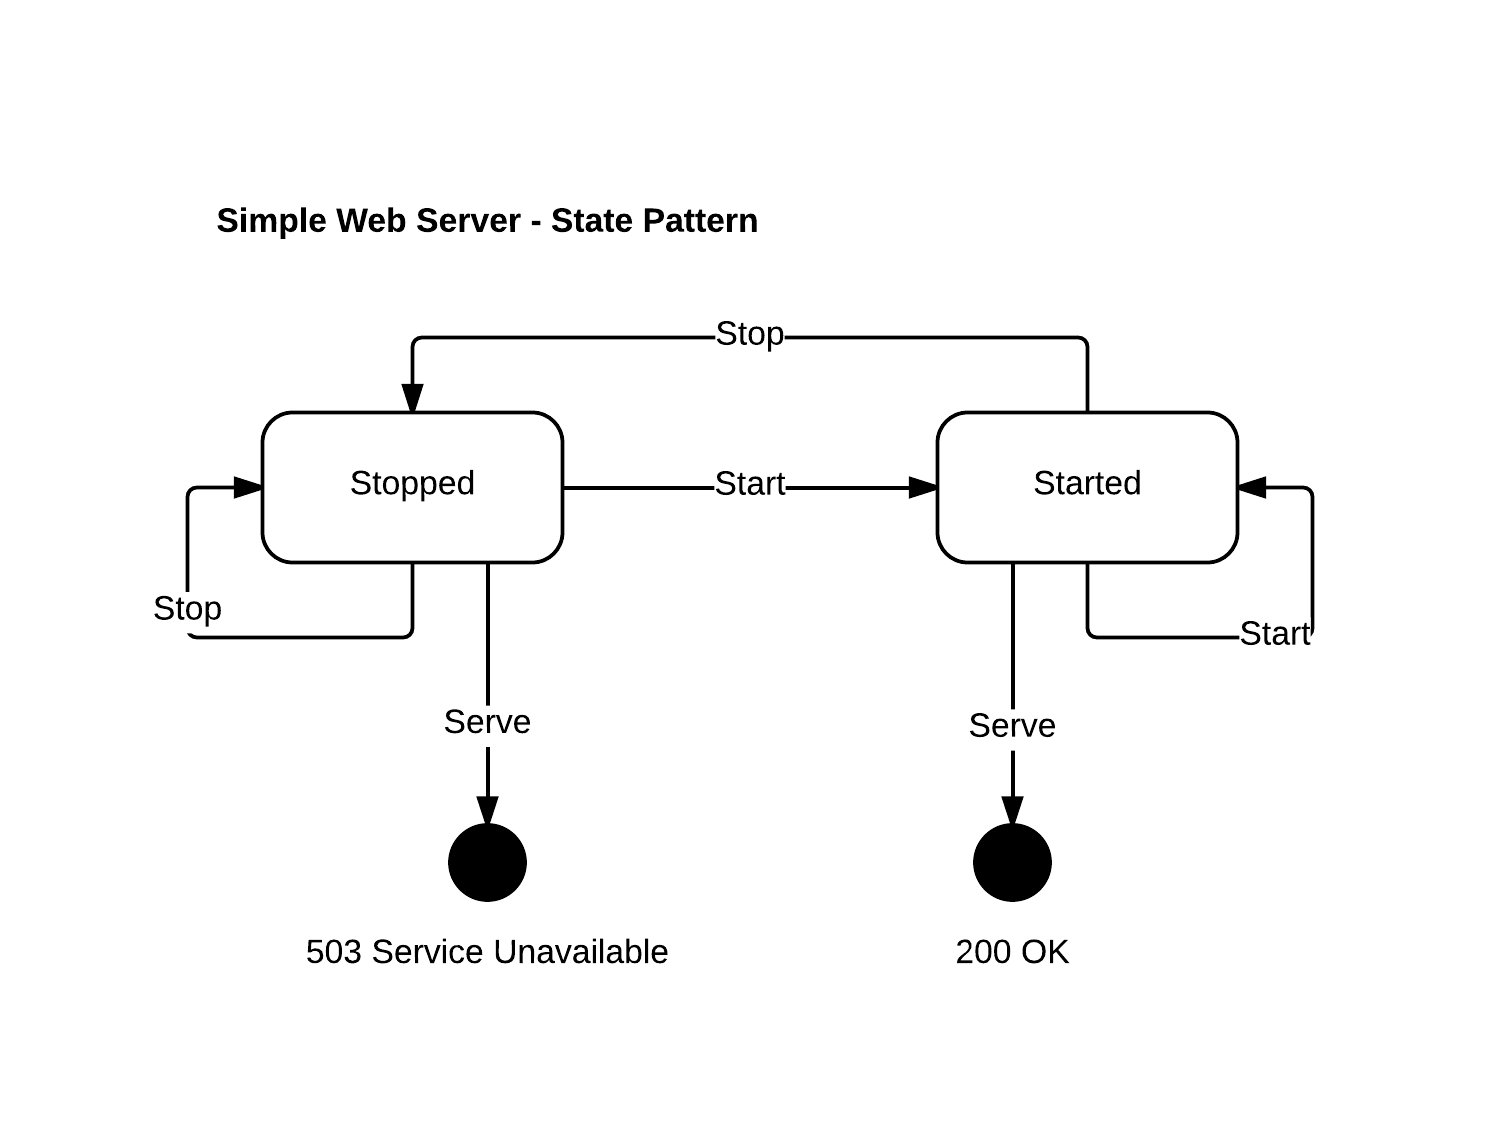 Simple Web Server - State Pattern
Stop
Stopped
Start
Started
Stop
Start
Serve
Serve
503 Service Unavailable
200 OK